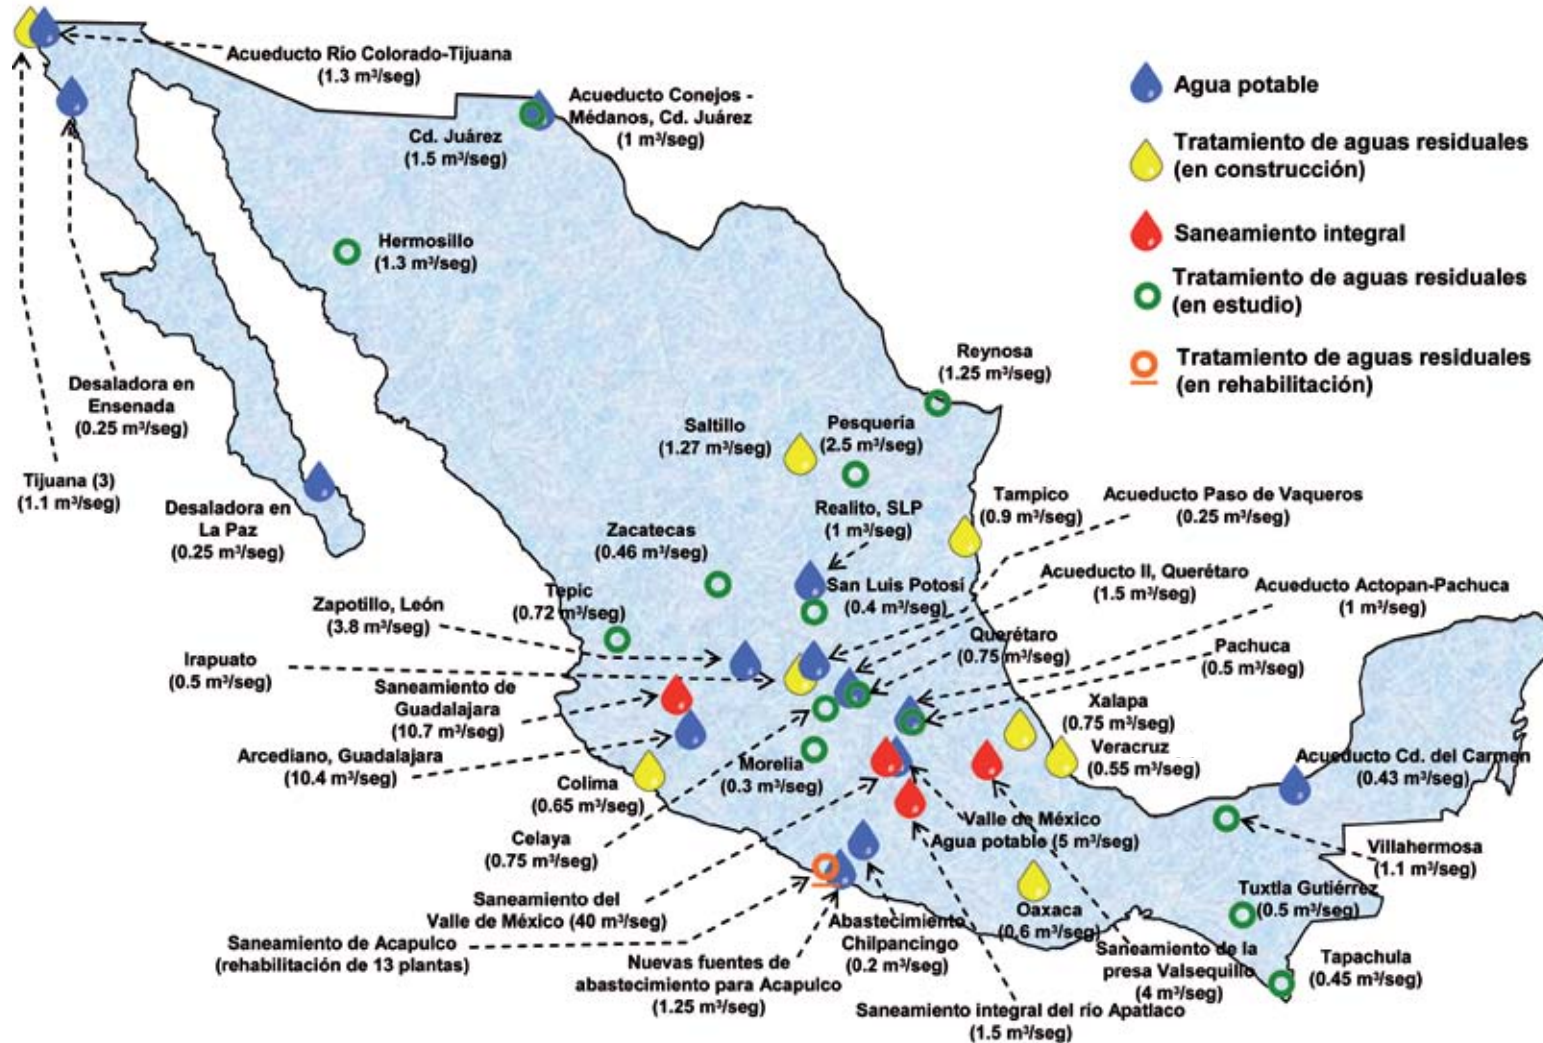 Acueducto Río Colorado-Tijuana
(1.3 m³/seg)
Acueducto Conejos -
Médanos, Cd. Juárez
(1 m³/seg)
Cd. Juárez
(1.5 m³/seg)
Hermosillo
(1.3 m³/seg)
Agua potable
Tratamiento de aguas residuales
(en construcción)
Saneamiento integral
Tratamiento de aguas residuales
(en estudio)
Tratamiento de aguas residuales
(en rehabilitación)
Desaladora en
Ensenada
(0.25 m³/seg)
Tijuana (3)
(1.1 m³/seg)
Desaladora en
La Paz
(0.25 m³/seg)
Reynosa
(1.25 m³/seg)
Saltillo
(1.27 m³/seg)
Pesquería
(2.5 m³/seg)
Realito, SLP
(1 m³/seg)
Tampico
(0.9 m³/seg)
Acueducto Paso de Vaqueros
(0.25 m³/seg)
Zacatecas
(0.46 m³/seg)
San Luis Potosí
(0.4 m³/seg)
Acueducto II, Querétaro
(1.5 m³/seg)
Acueducto Actopan-Pachuca
(1 m³/seg)
Tepic
(0.72 m³/seg)
Zapotillo, León
(3.8 m³/seg)
Querétaro
(0.75 m³/seg)
Pachuca
(0.5 m³/seg)
Irapuato
(0.5 m³/seg)
Saneamiento de
Guadalajara
(10.7 m³/seg)
Xalapa
(0.75 m³/seg)
Veracruz
(0.55 m³/seg)
Arcediano, Guadalajara
(10.4 m³/seg)
Acueducto Cd. del Carmen
(0.43 m³/seg)
Colima
(0.65 m³/seg)
Morelia
(0.3 m³/seg)
Celaya
(0.75 m³/seg)
Valle de México
Agua potable (5 m³/seg)
Villahermosa
(1.1 m³/seg)
Saneamiento del
Valle de México (40 m³/seg)
Tuxtla Gutiérrez
(0.5 m³/seg)
Oaxaca
(0.6 m³/seg)
Saneamiento de Acapulco
(rehabilitación de 13 plantas)
Abastecimiento
Chilpancingo
(0.2 m³/seg)
Nuevas fuentes de
abastecimiento para Acapulco
(1.25 m³/seg)
Saneamiento de la
presa Valsequillo
(4 m³/seg)
Tapachula
(0.45 m³/seg)
Saneamiento integral del río Apatlaco
(1.5 m³/seg)